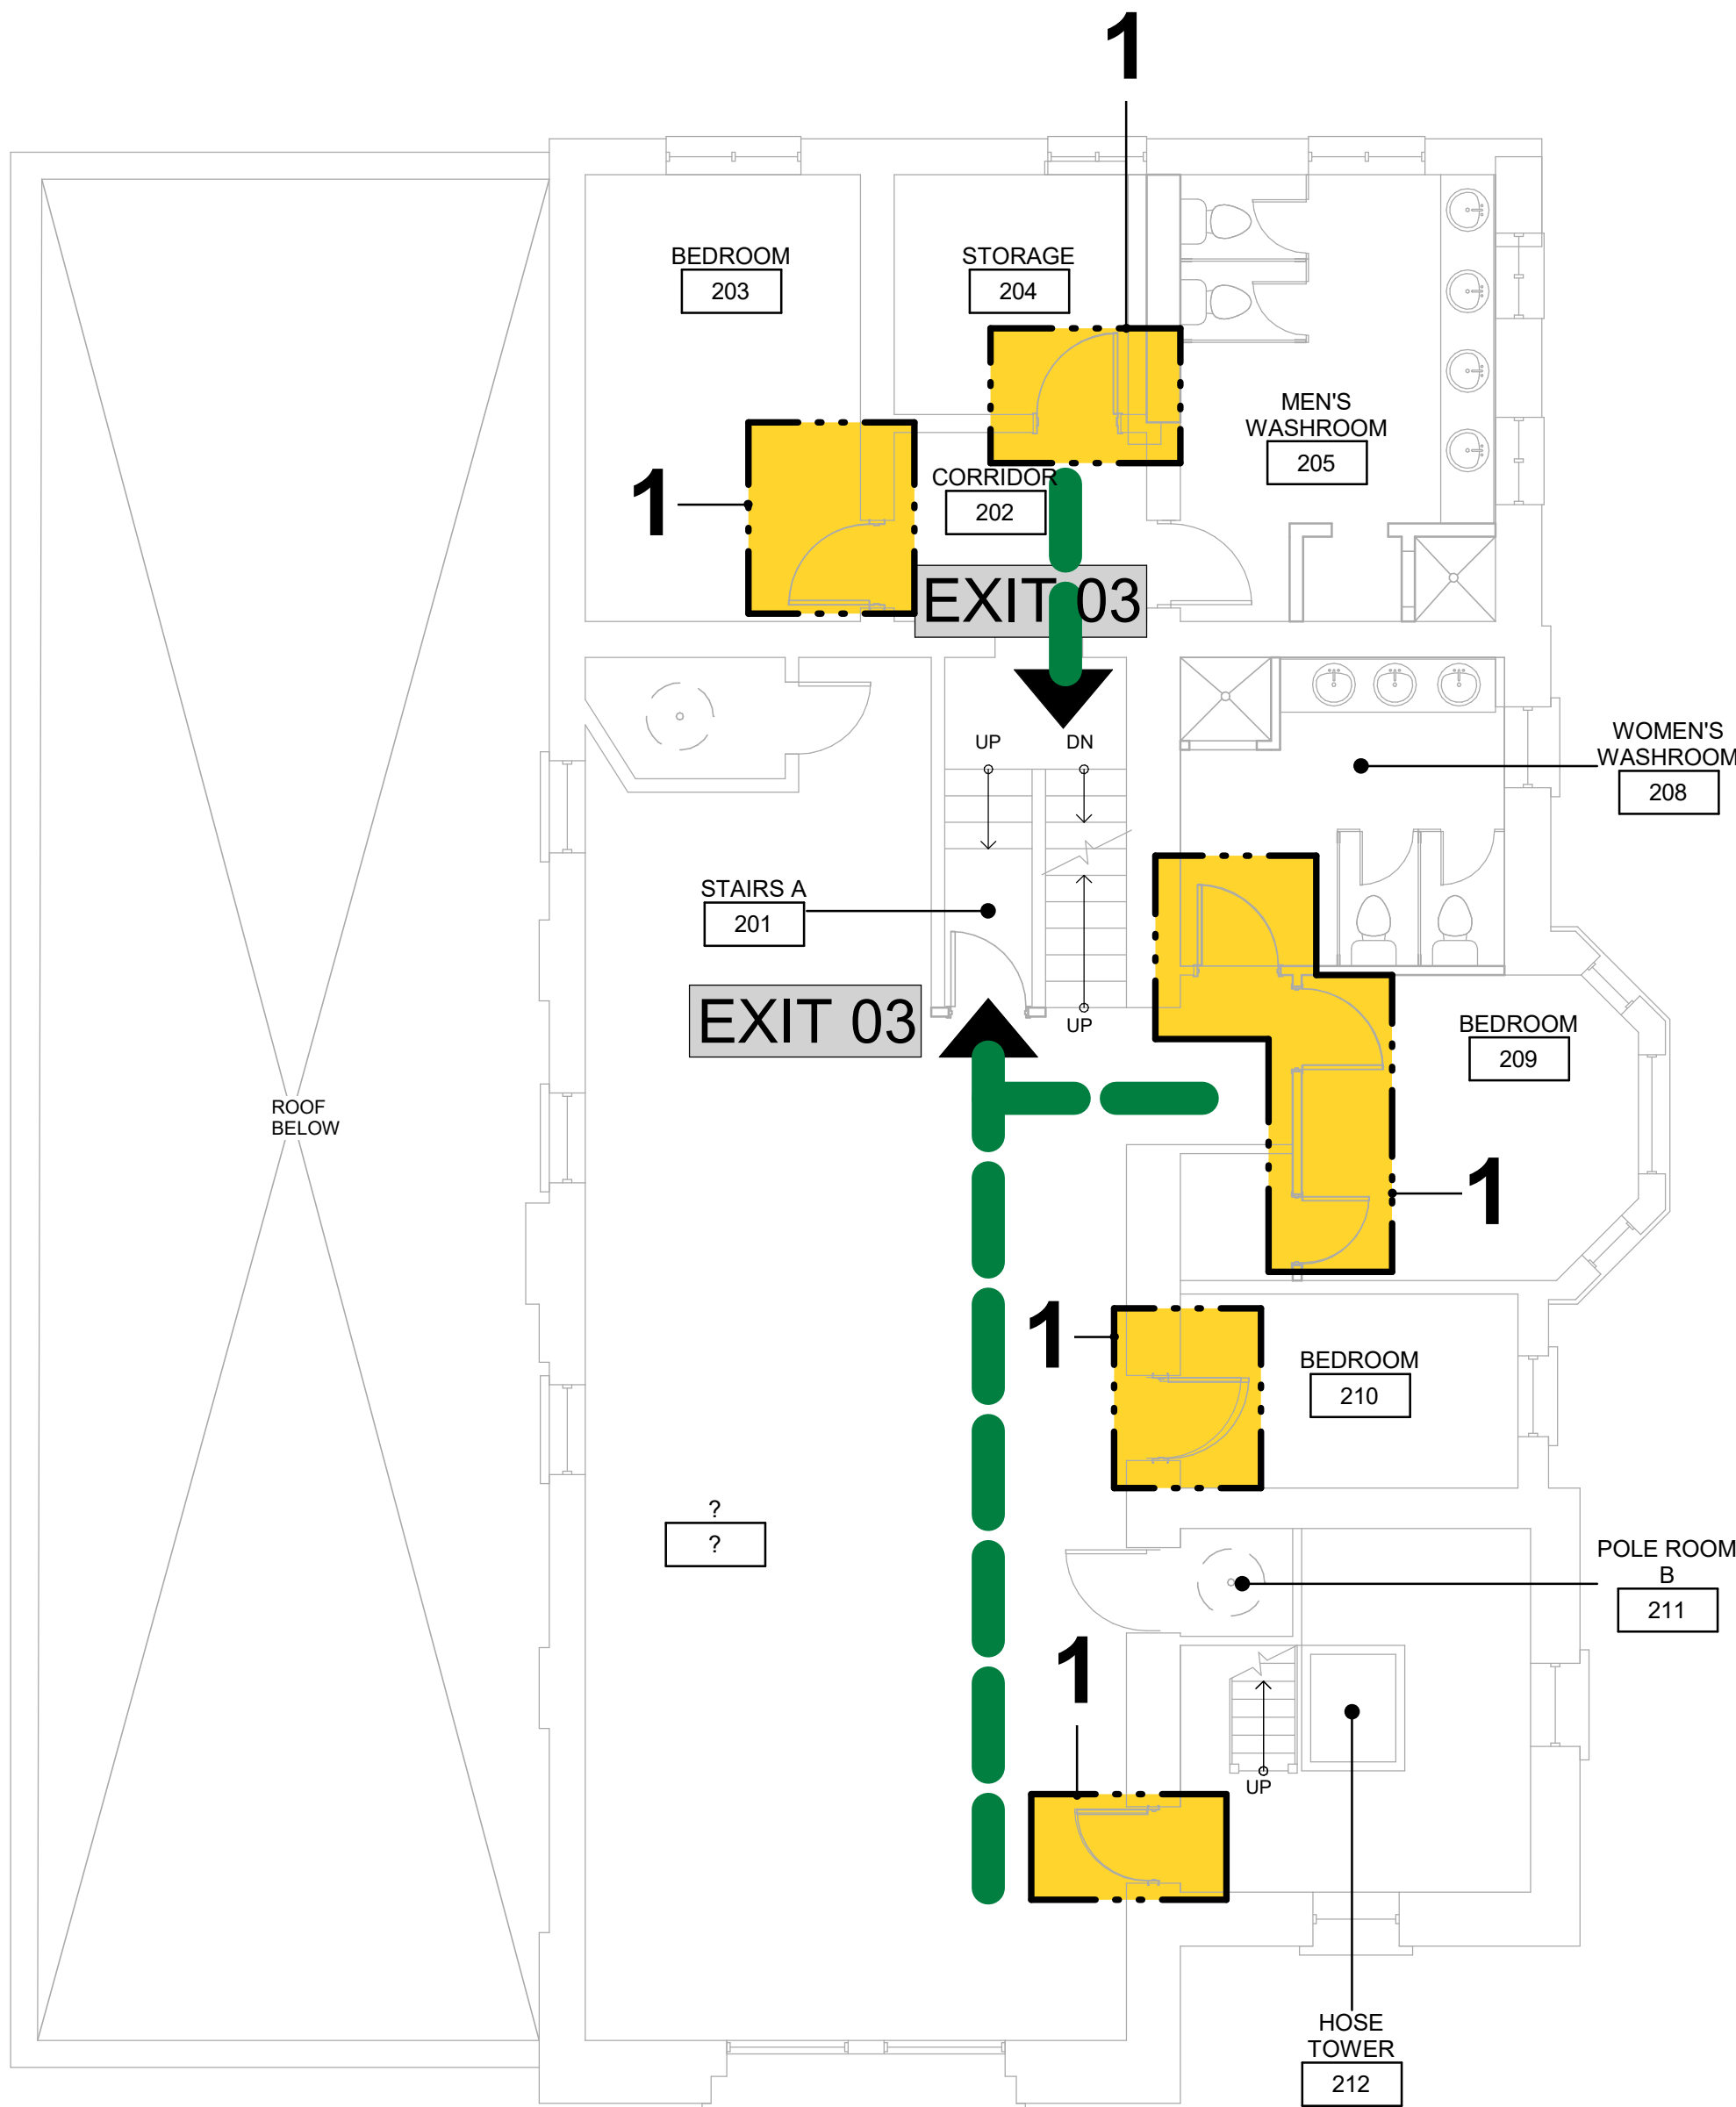 1
BEDROOM
203
STORAGE
204
MEN'S
WASHROOM
205
1
CORRIDOR
202
EXIT 03
UP
DN
WOMEN'S
WASHROOM
208
STAIRS A
201
EXIT 03
UP
BEDROOM
209
ROOF
BELOW
1
1
BEDROOM
210
?
?
POLE ROOM
B
211
1
UP
HOSE
TOWER
212